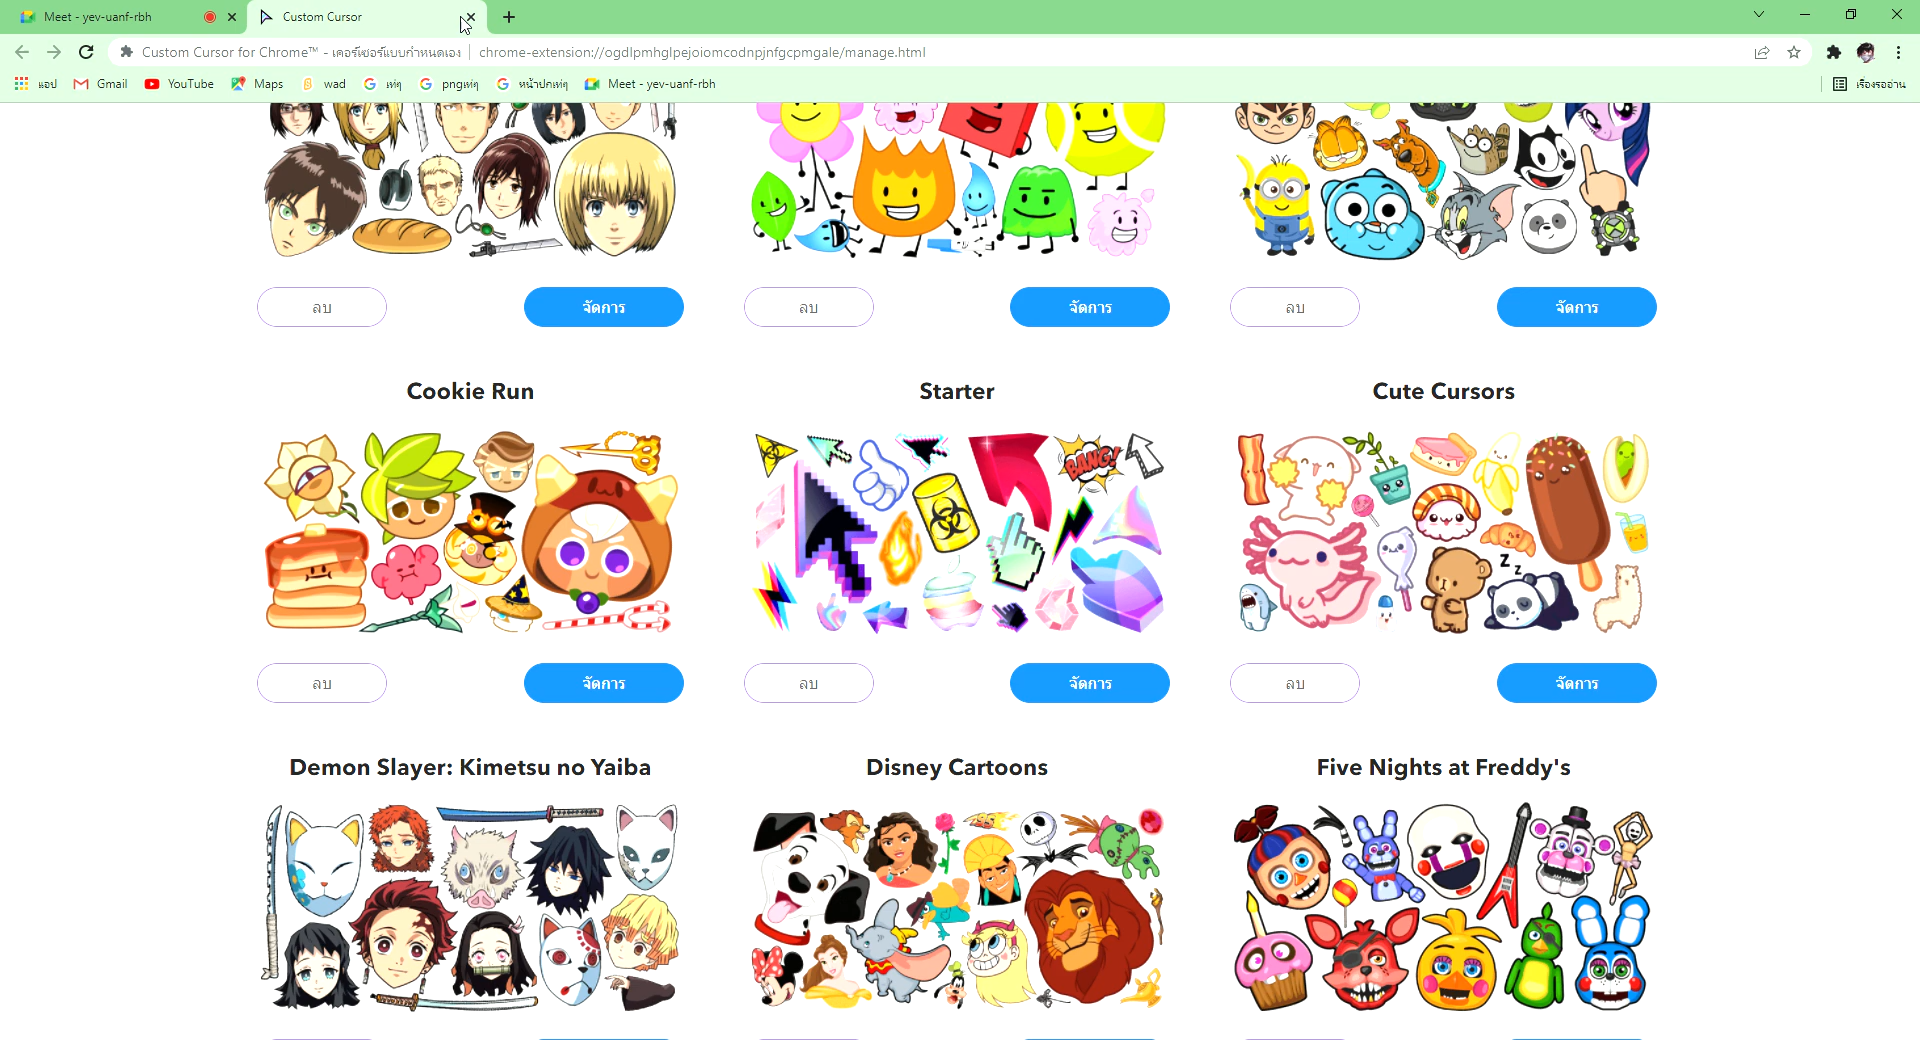 Meet - yev-uanf-rbh
Custom Cursor
Custom Cursor for Chrome™ - เคอร์เซอร์แบบกำหนดเอง | chrome-extension://ogdlpmhglpejoiomcodnpjnfgcpmgale/manage.html
แอป Gmail YouTube Maps wad เท่ๆ pngเท่ๆ หน้าปกเท่ๆ Meet - yev-uanf-rbh เรื่องรออ่าน
ลบ จัดการ ลบ จัดการ ลบ จัดการ
Cookie Run Starter Cute Cursors
BANG!
z z
ลบ จัดการ ลบ จัดการ ลบ จัดการ
Demon Slayer: Kimetsu no Yaiba Disney Cartoons Five Nights at Freddy's
95